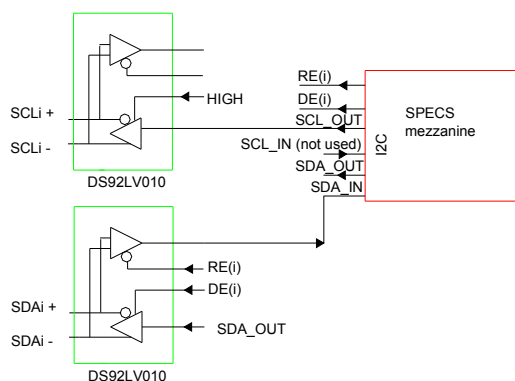 RE(i)
DE(i)
SCL_OUT
SCL_IN (not used)
SDA_OUT
SDA_IN
I2C
SPECS
mezzanine
HIGH
SCLi +
SCLi -
DS92LV010
RE(i)
DE(i)
SDA_OUT
SDAi +
SDAi -
DS92LV010